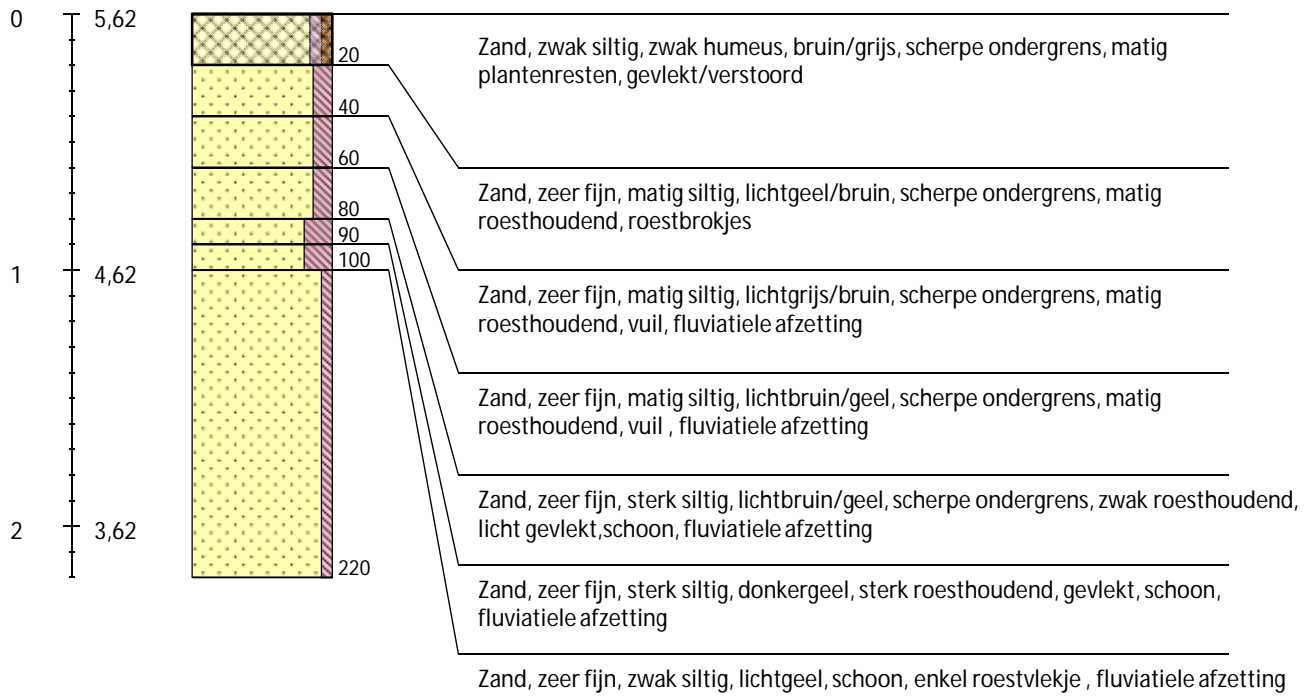 0 5,62
Zand, zwak siltig, zwak humeus, bruin/grijs, scherpe ondergrens, matig
plantenresten, gevlekt/verstoord
20
40
60
Zand, zeer fijn, matig siltig, lichtgeel/bruin, scherpe ondergrens, matig
roesthoudend, roestbrokjes
80
90
100
1 4,62
Zand, zeer fijn, matig siltig, lichtgrijs/bruin, scherpe ondergrens, matig
roesthoudend, vuil, fluviatiele afzetting
Zand, zeer fijn, matig siltig, lichtbruin/geel, scherpe ondergrens, matig
roesthoudend, vuil , fluviatiele afzetting
Zand, zeer fijn, sterk siltig, lichtbruin/geel, scherpe ondergrens, zwak roesthoudend,
licht gevlekt,schoon, fluviatiele afzetting
2 3,62
220
Zand, zeer fijn, sterk siltig, donkergeel, sterk roesthoudend, gevlekt, schoon,
fluviatiele afzetting
Zand, zeer fijn, zwak siltig, lichtgeel, schoon, enkel roestvlekje , fluviatiele afzetting